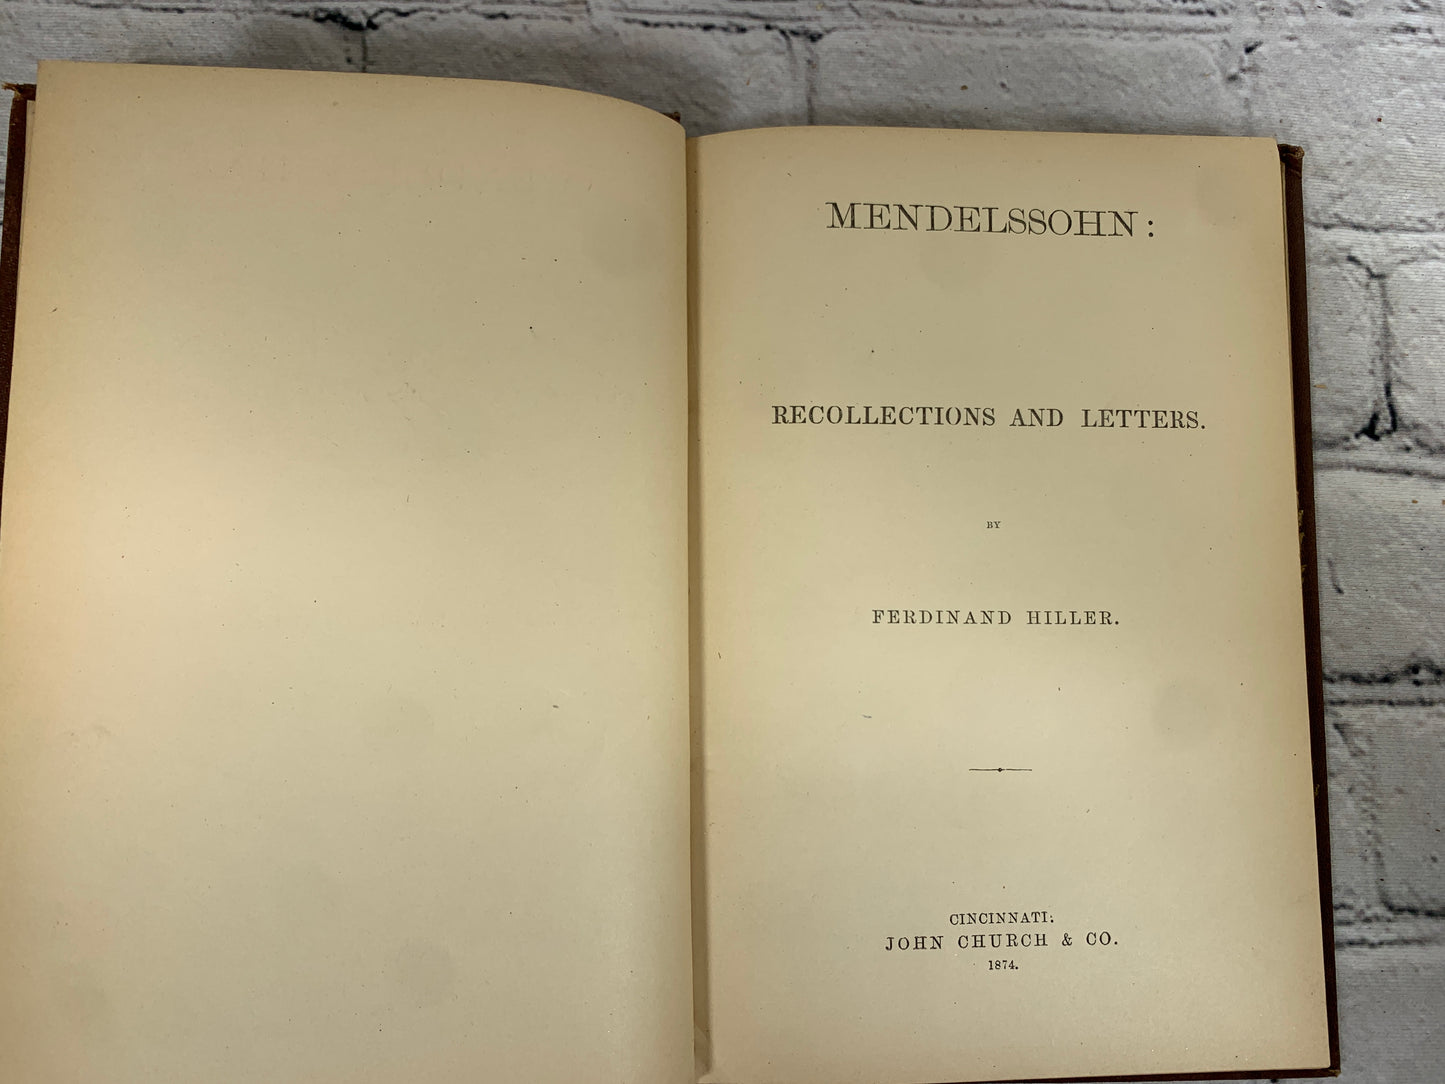 MENDELSSOHN:
RECOLLECTIONS AND LETTERS.
BY
FERDINAND HILLER.
CINCINNATI:
JOHN CHURCH & CO.
1874.